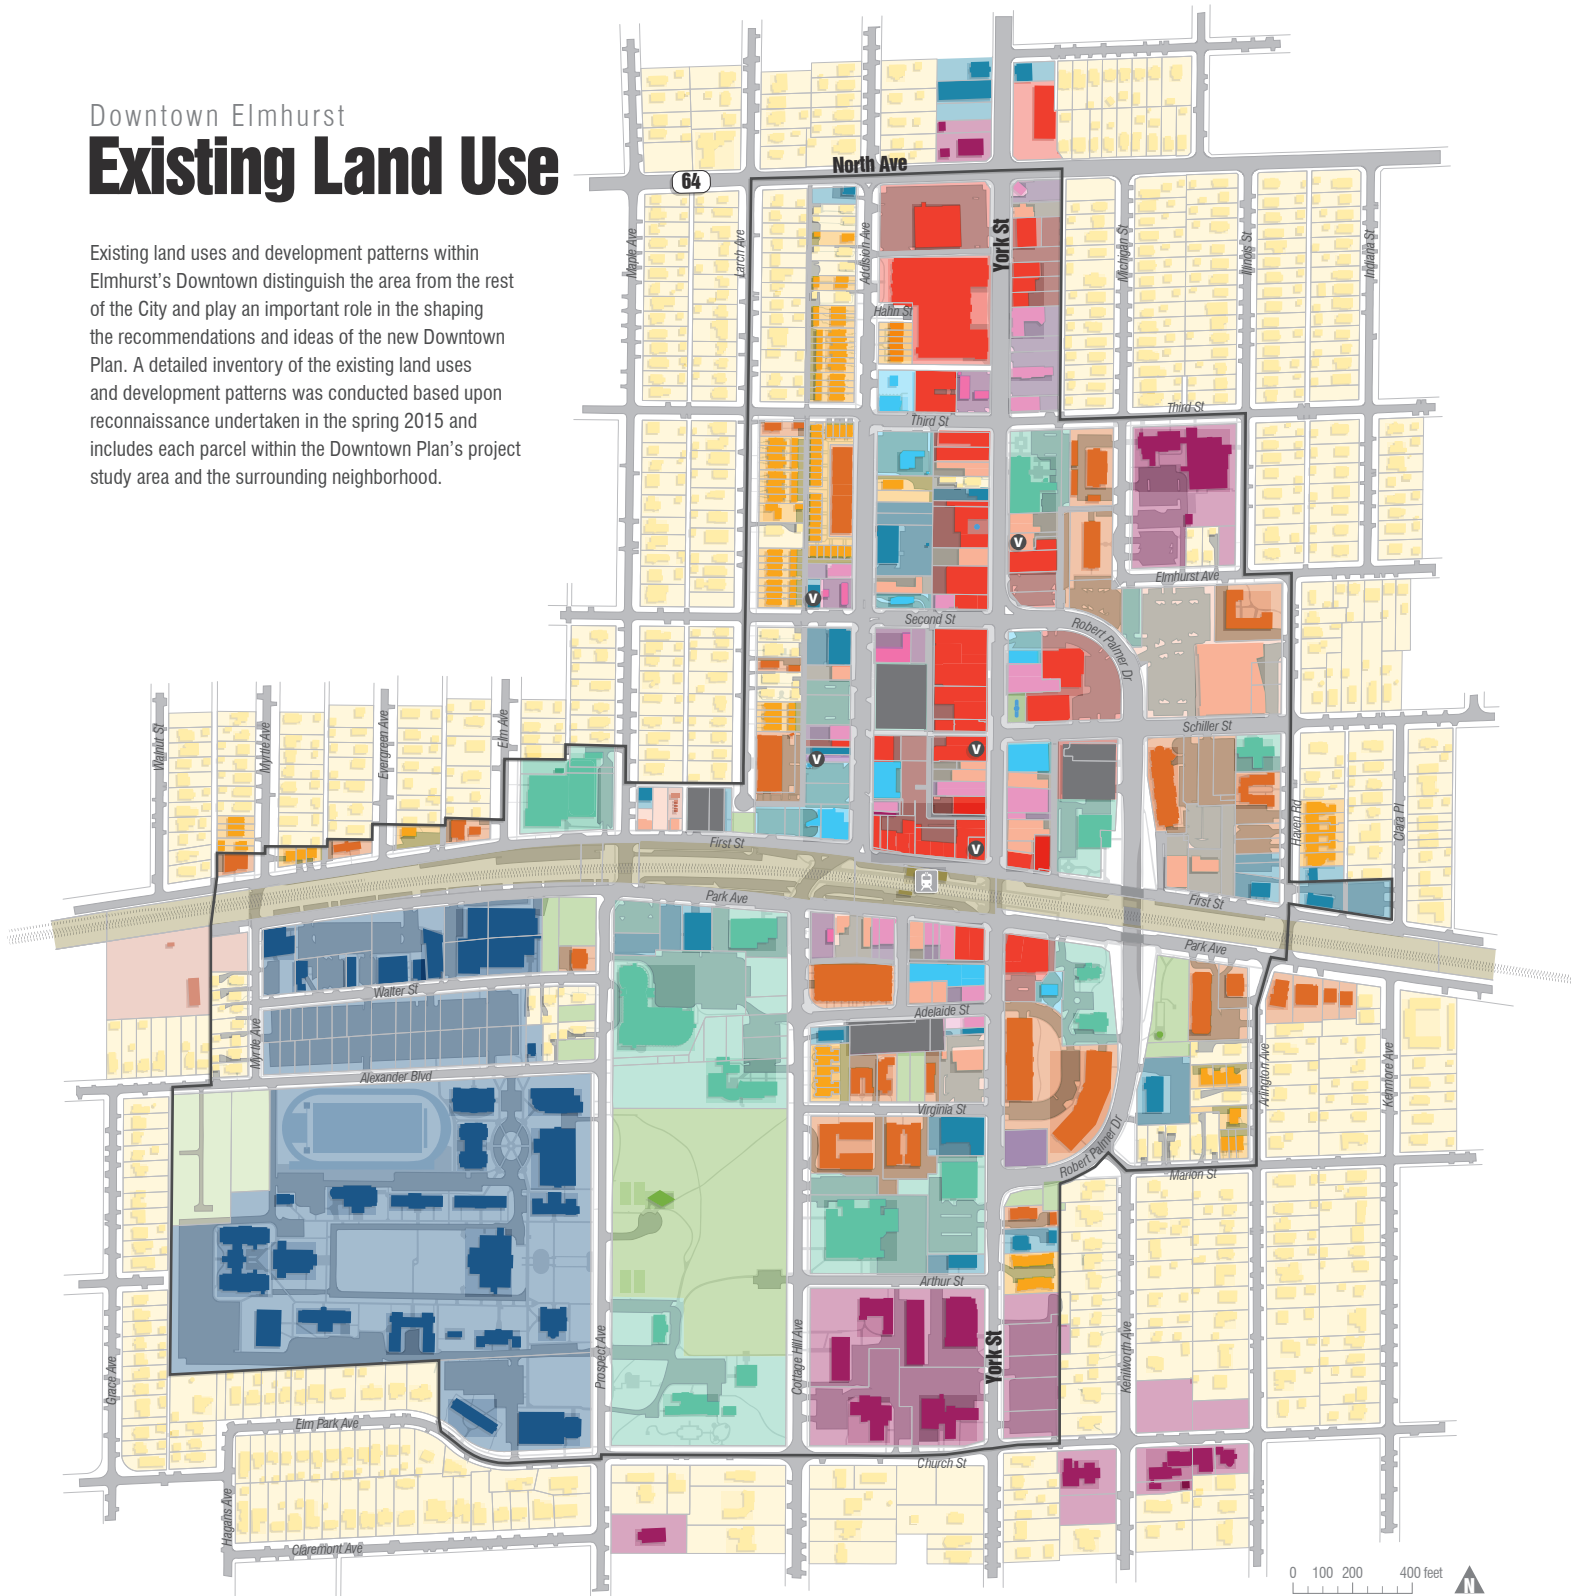 Downtown Elmhurst
Existing Land Use
Existing land uses and development patterns within
Elmhurst's Downtown distinguish the area from the rest
of the City and play an important role in the shaping
the recommendations and ideas of the new Downtown
Plan. A detailed inventory of the existing land uses
and development patterns was conducted based upon
reconnaissance undertaken in the spring 2015 and
includes each parcel within the Downtown Plan's project
study area and the surrounding neighborhood.
North Ave
64
York St
Maple Ave
Larch Ave
Addison Ave
Michigan St
Illinois St
Indiana St
Hahn St
Third St
Third St
V
V
Elmhurst Ave
Second St
Robert Palmer Dr
Schiller St
Walnut St
Myrtle Ave
Evergreen Ave
Elm Ave
V
V
V
Haven Rd
Clara Pl
First St
First St
Park Ave
Park Ave
Walter St
Adelaide St
Myrtle Ave
Alexander Blvd
Arlington Ave
Kenmore Ave
Virginia St
Robert Palmer Dr
Marion St
Arthur St
Grace Ave
Prospect Ave
Cottage Hill Ave
York St
Kenilworth Ave
Elm Park Ave
Church St
Hagans Ave
Claremont Ave
0 100 200 400 feet
N